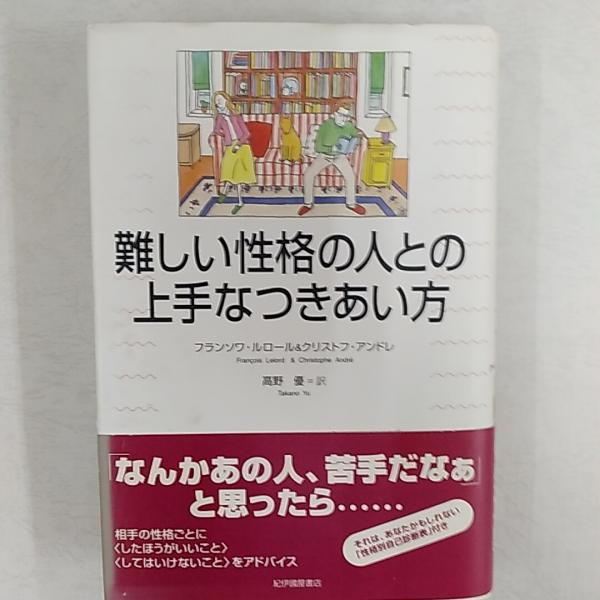 難しい性格の人との
上手なつきあい方
フランソワ・ルロール&クリストフ・アンドレ
François Lelord & Christophe André
高野 優=訳
Takano Yu
「なんかあの人、苦手だなぁ」
と思ったら……
相手の性格ごとに
〈したほうがいいこと〉
〈してはいけないこと〉をアドバイス
それは、あなたかもしれない
「性格別自己診断表」付き
紀伊國屋書店